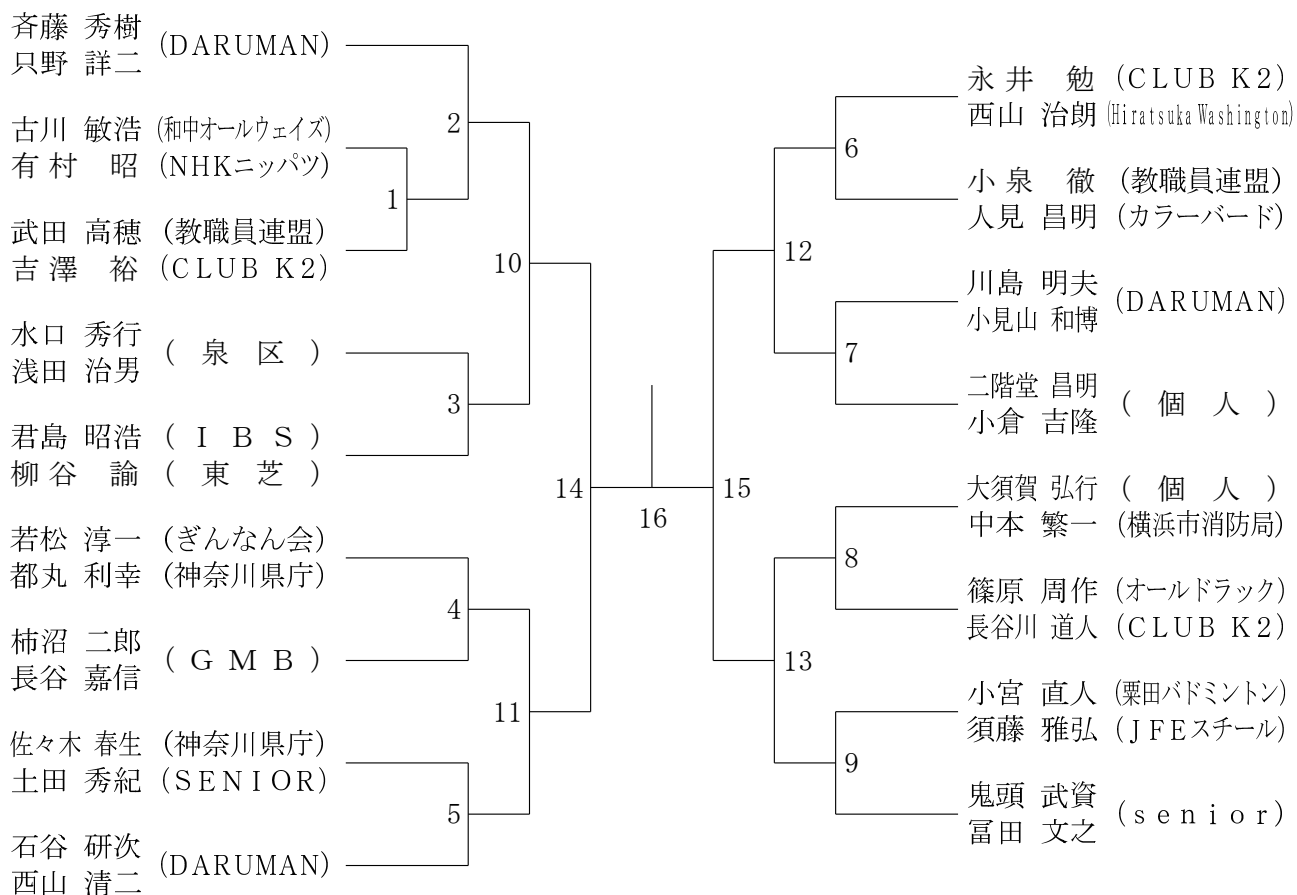 斉藤 秀樹 (DARUMAN)
只野 詳二
古川 敏浩 (和中オールウェイズ)
有村 昭 (NHKニッパツ)
武田 高穂 (教職員連盟)
吉澤 裕 (CLUB K2)
水口 秀行 ( 泉 区 )
浅田 治男
君島 昭浩 ( I B S )
柳谷 諭 ( 東 芝 )
若松 淳一 (ぎんなん会)
都丸 利幸 (神奈川県庁)
柿沼 二郎 ( G M B )
長谷 嘉信
佐々木 春生 (神奈川県庁)
土田 秀紀 (SENIOR)
石谷 研次 (DARUMAN)
西山 清二
1
2
3
4
5
10
11
14
16
15
12
13
6
7
8
9
永井 勉 (CLUB K2)
西山 治朗 (Hiratsuka Washington)
小泉 徹 (教職員連盟)
人見 昌明 (カラーバード)
川島 明夫 (DARUMAN)
小見山 和博
二階堂 昌明 ( 個 人 )
小倉 吉隆
大須賀 弘行 ( 個 人 )
中本 繁一 (横浜市消防局)
篠原 周作 (オールドラック)
長谷川 道人 (CLUB K2)
小宮 直人 (栗田バドミントン)
須藤 雅弘 (JFEスチール)
鬼頭 武資 (senior)
冨田 文之